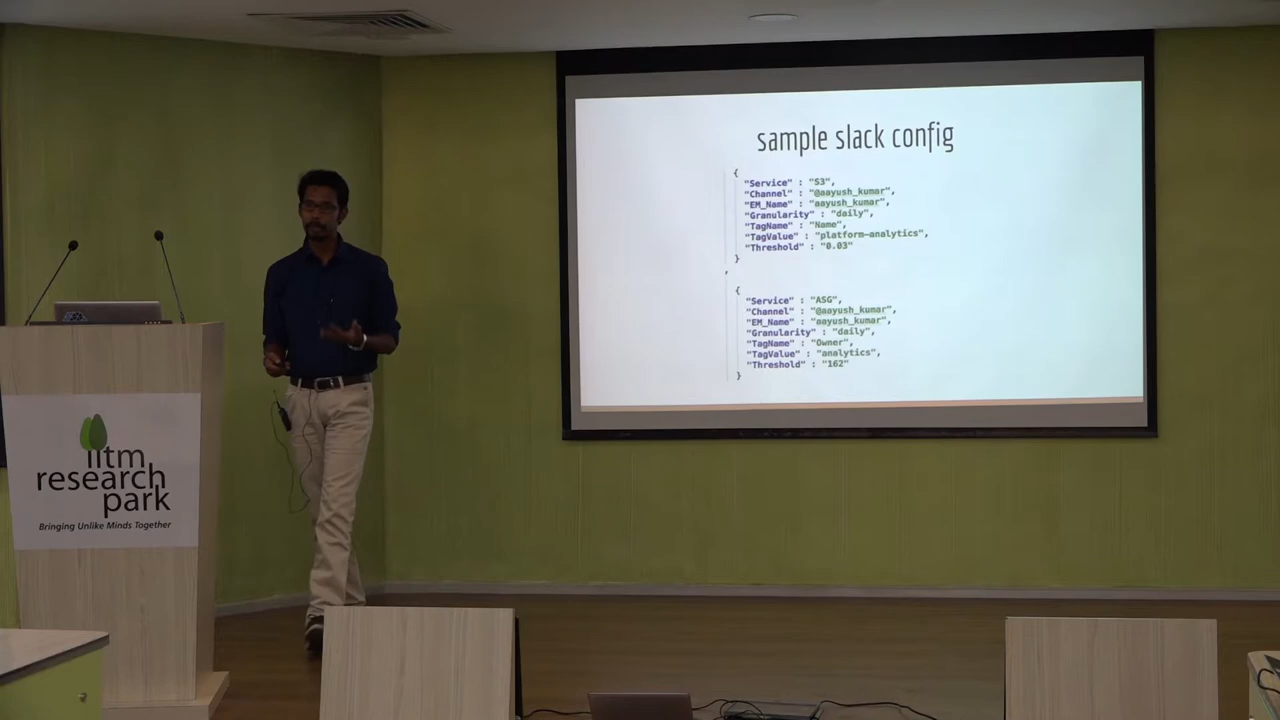 sample slack config
{
"Service" : "S3",
"Channel" : "@aayush_kumar",
"EM_Name" : "aayush_kumar",
"Granularity" : "daily",
"TagName" : "Name",
"TagValue" : "platform-analytics",
"Threshold" : "0.03"
}
,
{
"Service" : "ASG",
"Channel" : "@aayush_kumar",
"EM_Name" : "aayush_kumar",
"Granularity" : "daily",
"TagName" : "Owner",
"TagValue" : "analytics",
"Threshold" : "162"
}
iitm
research
park
Bringing Unlike Minds Together